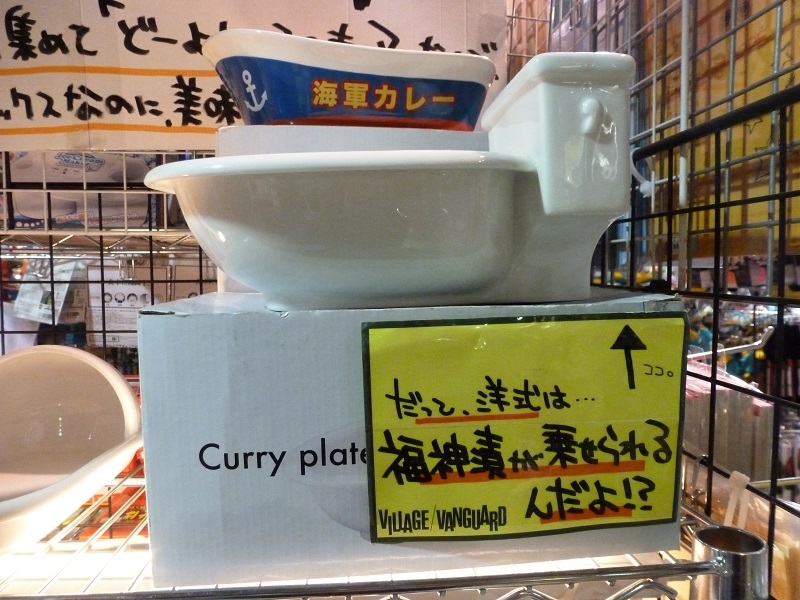 集めて
ックスなのに、美味
海軍カレー
Curry plate
ココ。
だって、洋式は…
福神漬が乗せられる
んだよ!?
VILLAGE/VANGUARD